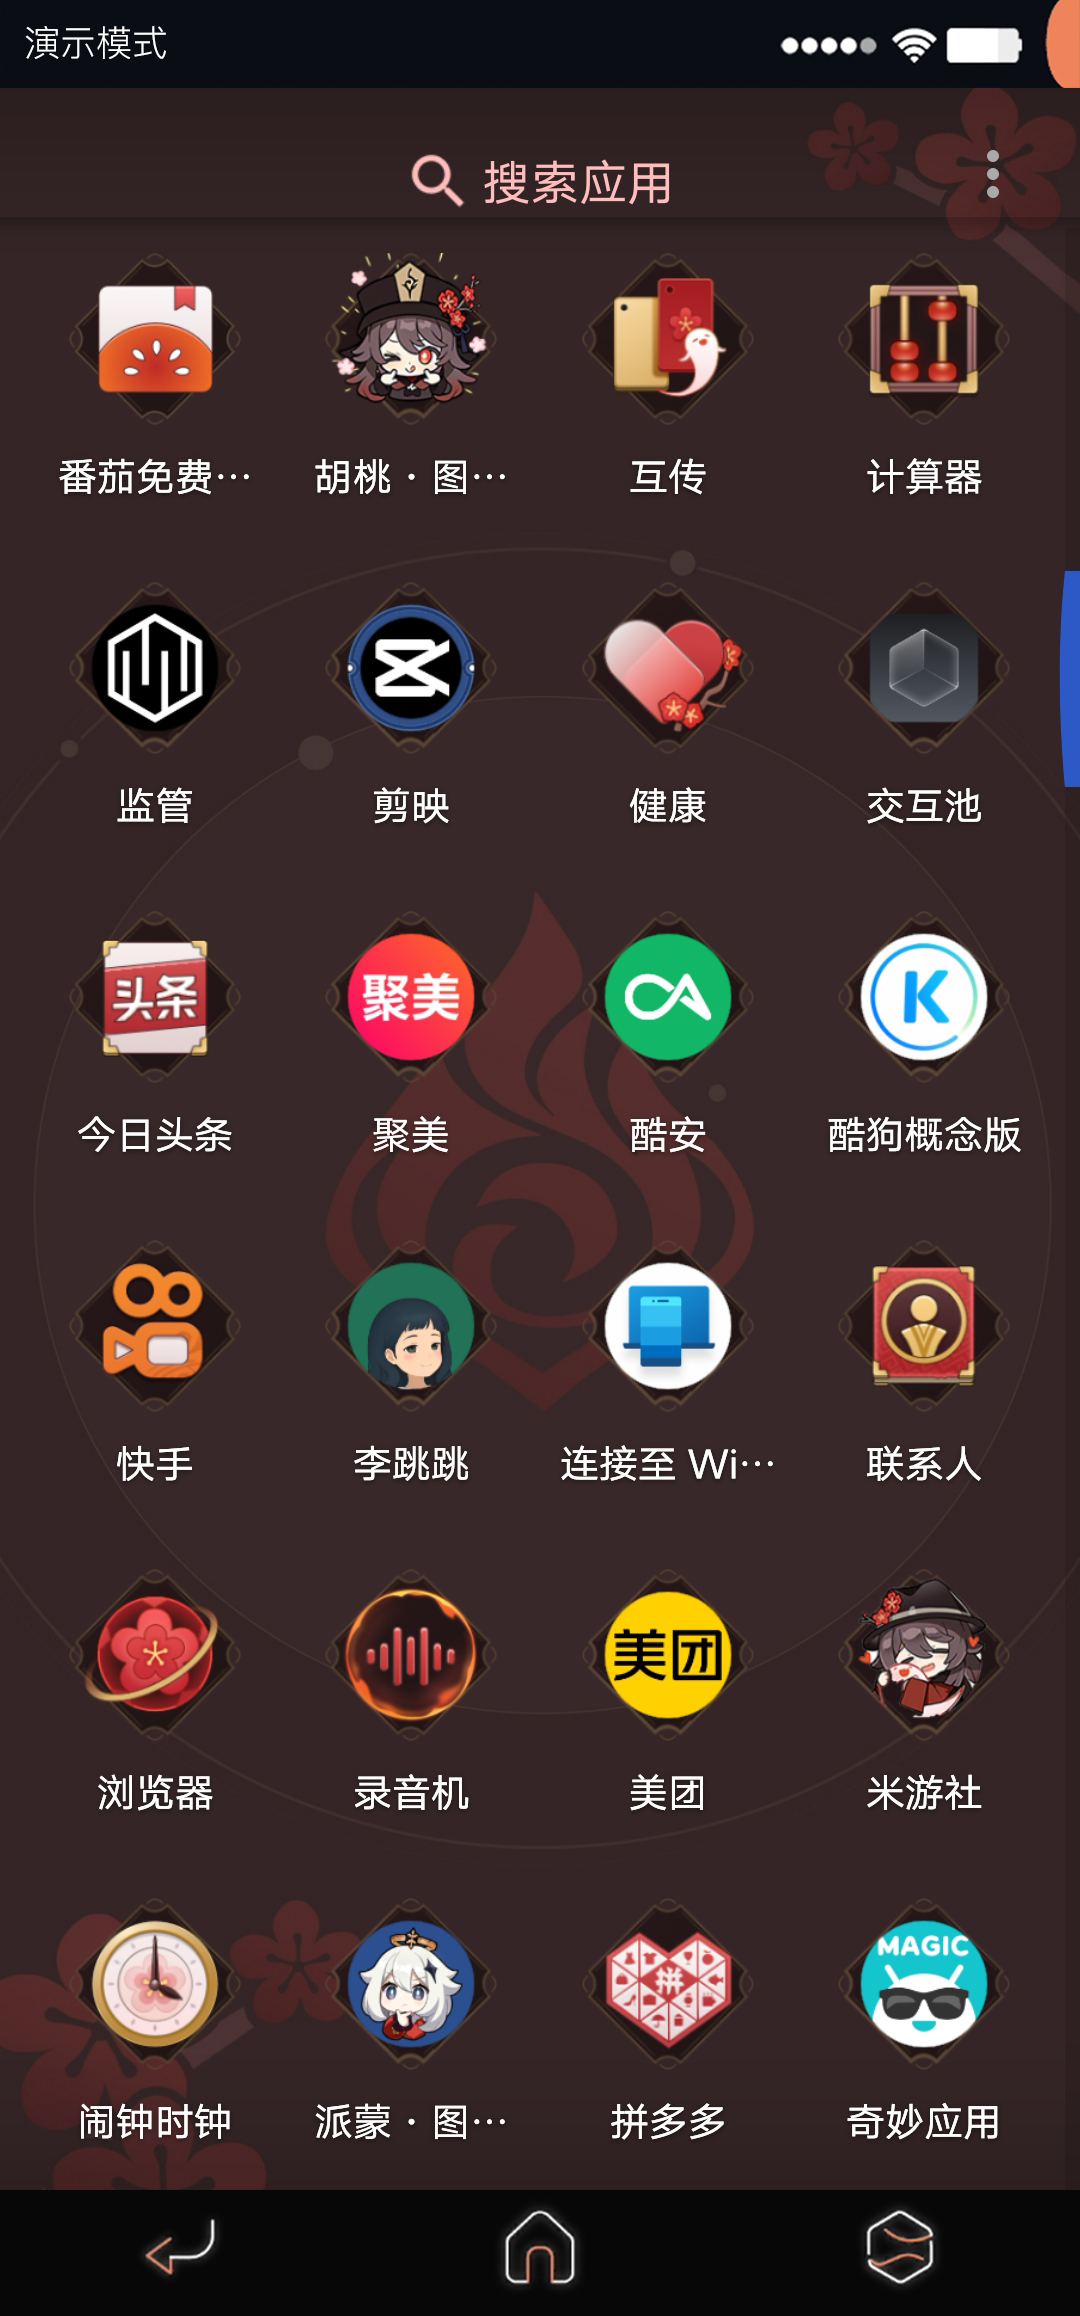 演示模式
搜索应用
番茄免费…
胡桃 · 图…
互传
计算器
监管
剪映
健康
交互池
头条
聚美
K
今日头条
聚美
酷安
酷狗概念版
快手
李跳跳
连接至 Wi…
联系人
美团
浏览器
录音机
美团
米游社
拼
MAGIC
闹钟时钟
派蒙 · 图…
拼多多
奇妙应用